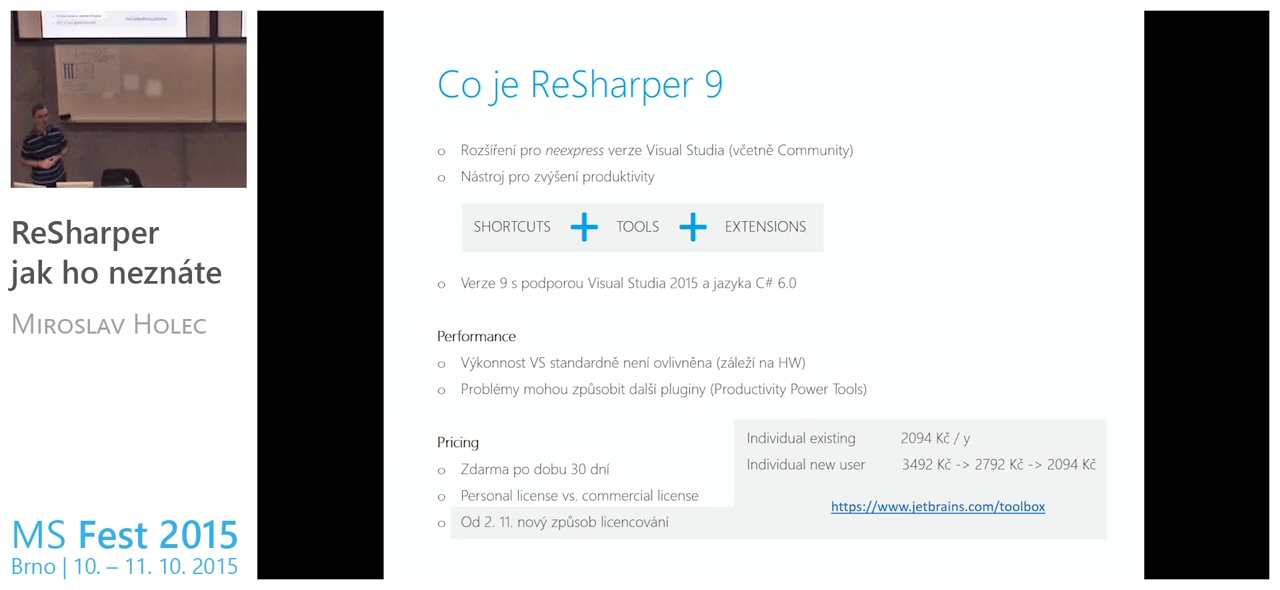 ReSharper
jak ho neznáte
MIROSLAV HOLEC
MS Fest 2015
Brno | 10. – 11. 10. 2015
Co je ReSharper 9
o Rozšíření pro neexpress verze Visual Studia (včetně Community)
o Nástroj pro zvýšení produktivity
SHORTCUTS + TOOLS + EXTENSIONS
o Verze 9 s podporou Visual Studia 2015 a jazyka C# 6.0
Performance
o Výkonnost VS standardně není ovlivněna (záleží na HW)
o Problémy mohou způsobit další pluginy (Productivity Power Tools)
Pricing
o Zdarma po dobu 30 dní
o Personal license vs. commercial license
o Od 2. 11. nový způsob licencování
Individual existing 2094 Kč / y
Individual new user 3492 Kč -> 2792 Kč -> 2094 Kč
https://www.jetbrains.com/toolbox